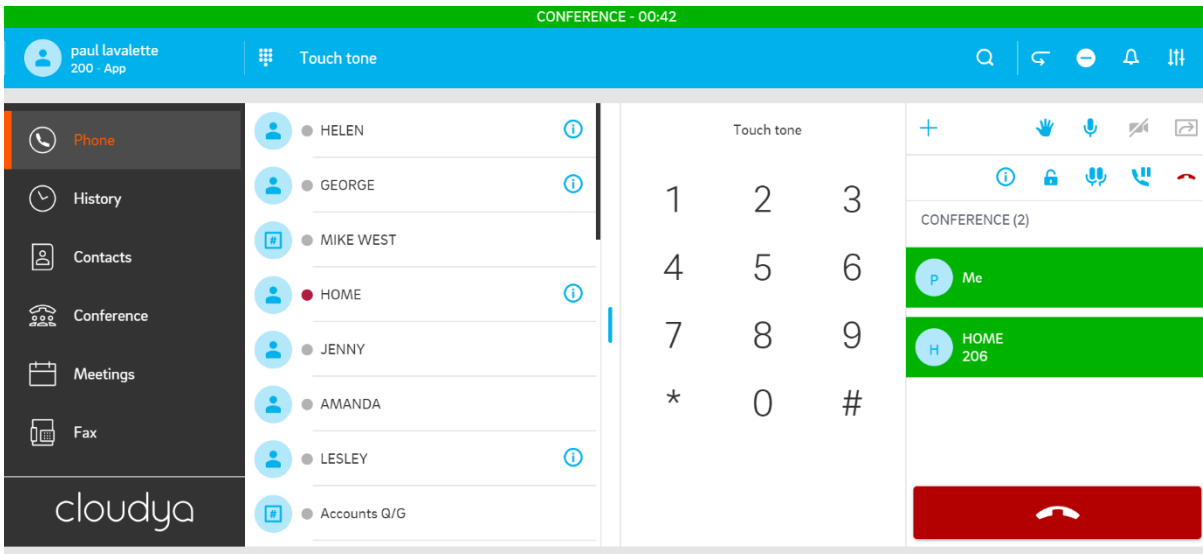 CONFERENCE - 00:42
paul lavalette
200 - App
Touch tone
Phone
History
Contacts
Conference
Meetings
Fax
cloudya
HELEN
GEORGE
# MIKE WEST
HOME
JENNY
AMANDA
LESLEY
# Accounts Q/G
Touch tone
1 2 3
4 5 6
7 8 9
* 0 #
CONFERENCE (2)
P Me
H HOME
206